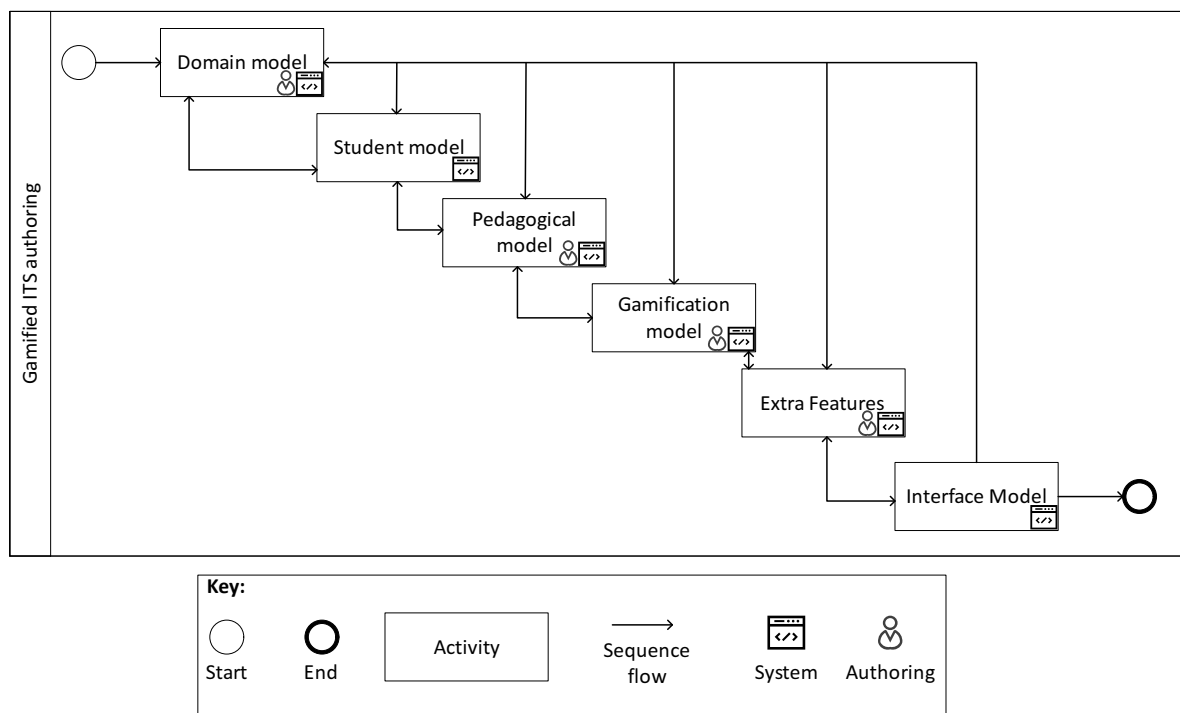 Gamified ITS authoring
Domain model
Student model
Pedagogical
model
Gamification
model
Extra Features
Interface Model
Key:
Start
End
Activity
Sequence
flow
System
Authoring